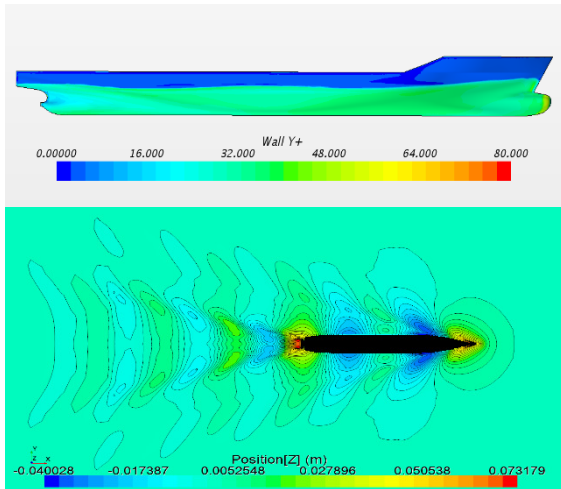 Wall Y+
0.00000 16.000 32.000 48.000 64.000 80.000
Y
Z X
Position[Z] (m)
-0.040028 -0.017387 0.0052548 0.027896 0.050538 0.073179